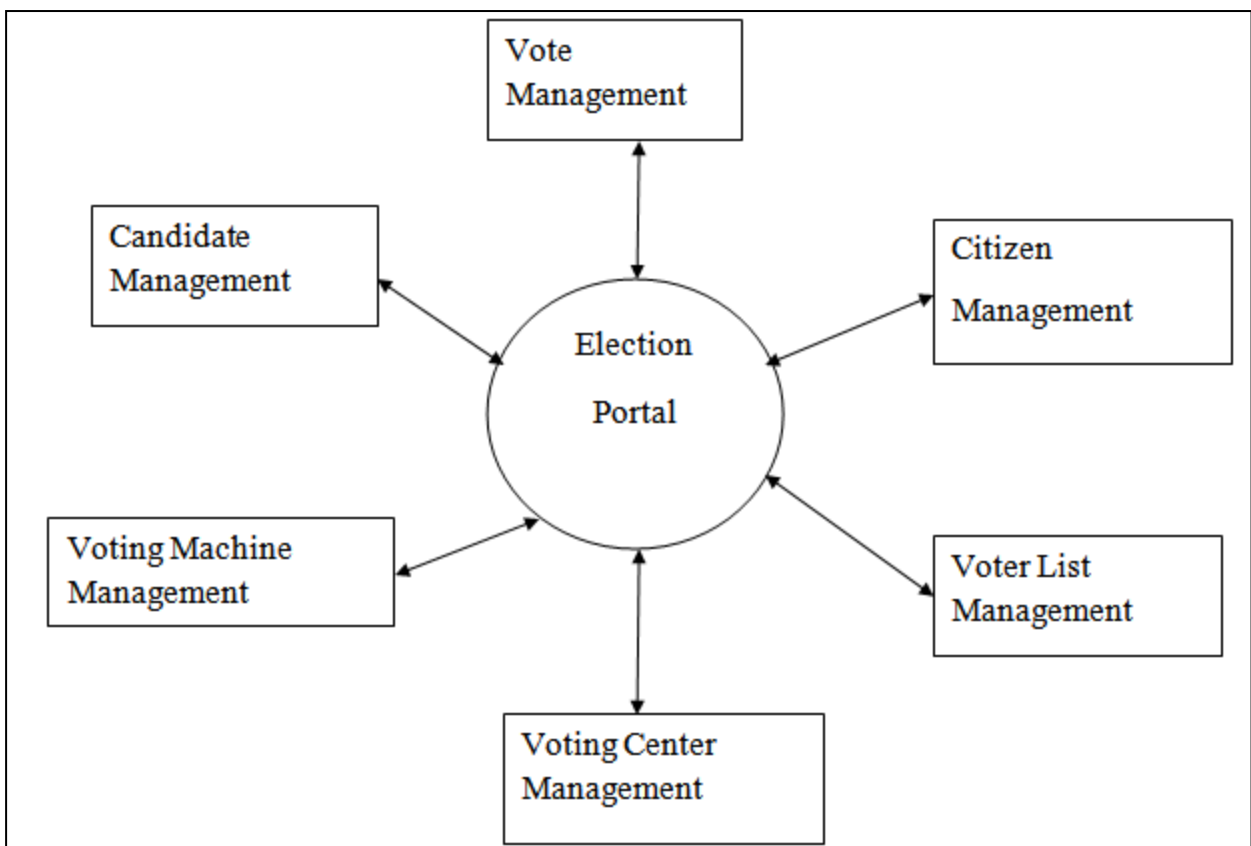 Vote
Management
Candidate
Management
Citizen
Management
Election
Portal
Voting Machine
Management
Voter List
Management
Voting Center
Management